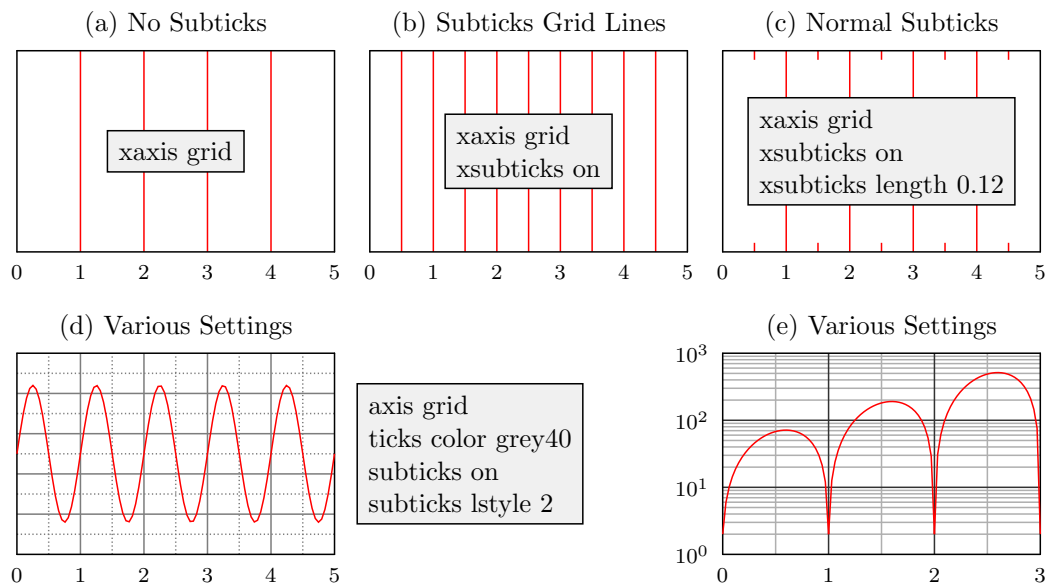 (a) No Subticks
xaxis grid
0 1 2 3 4 5
(b) Subticks Grid Lines
xaxis grid
xsubticks on
0 1 2 3 4 5
(c) Normal Subticks
xaxis grid
xsubticks on
xsubticks length 0.12
0 1 2 3 4 5
(d) Various Settings
0 1 2 3 4 5
axis grid
ticks color grey40
subticks on
subticks lstyle 2
(e) Various Settings
10³
10²
10¹
10⁰
0 1 2 3